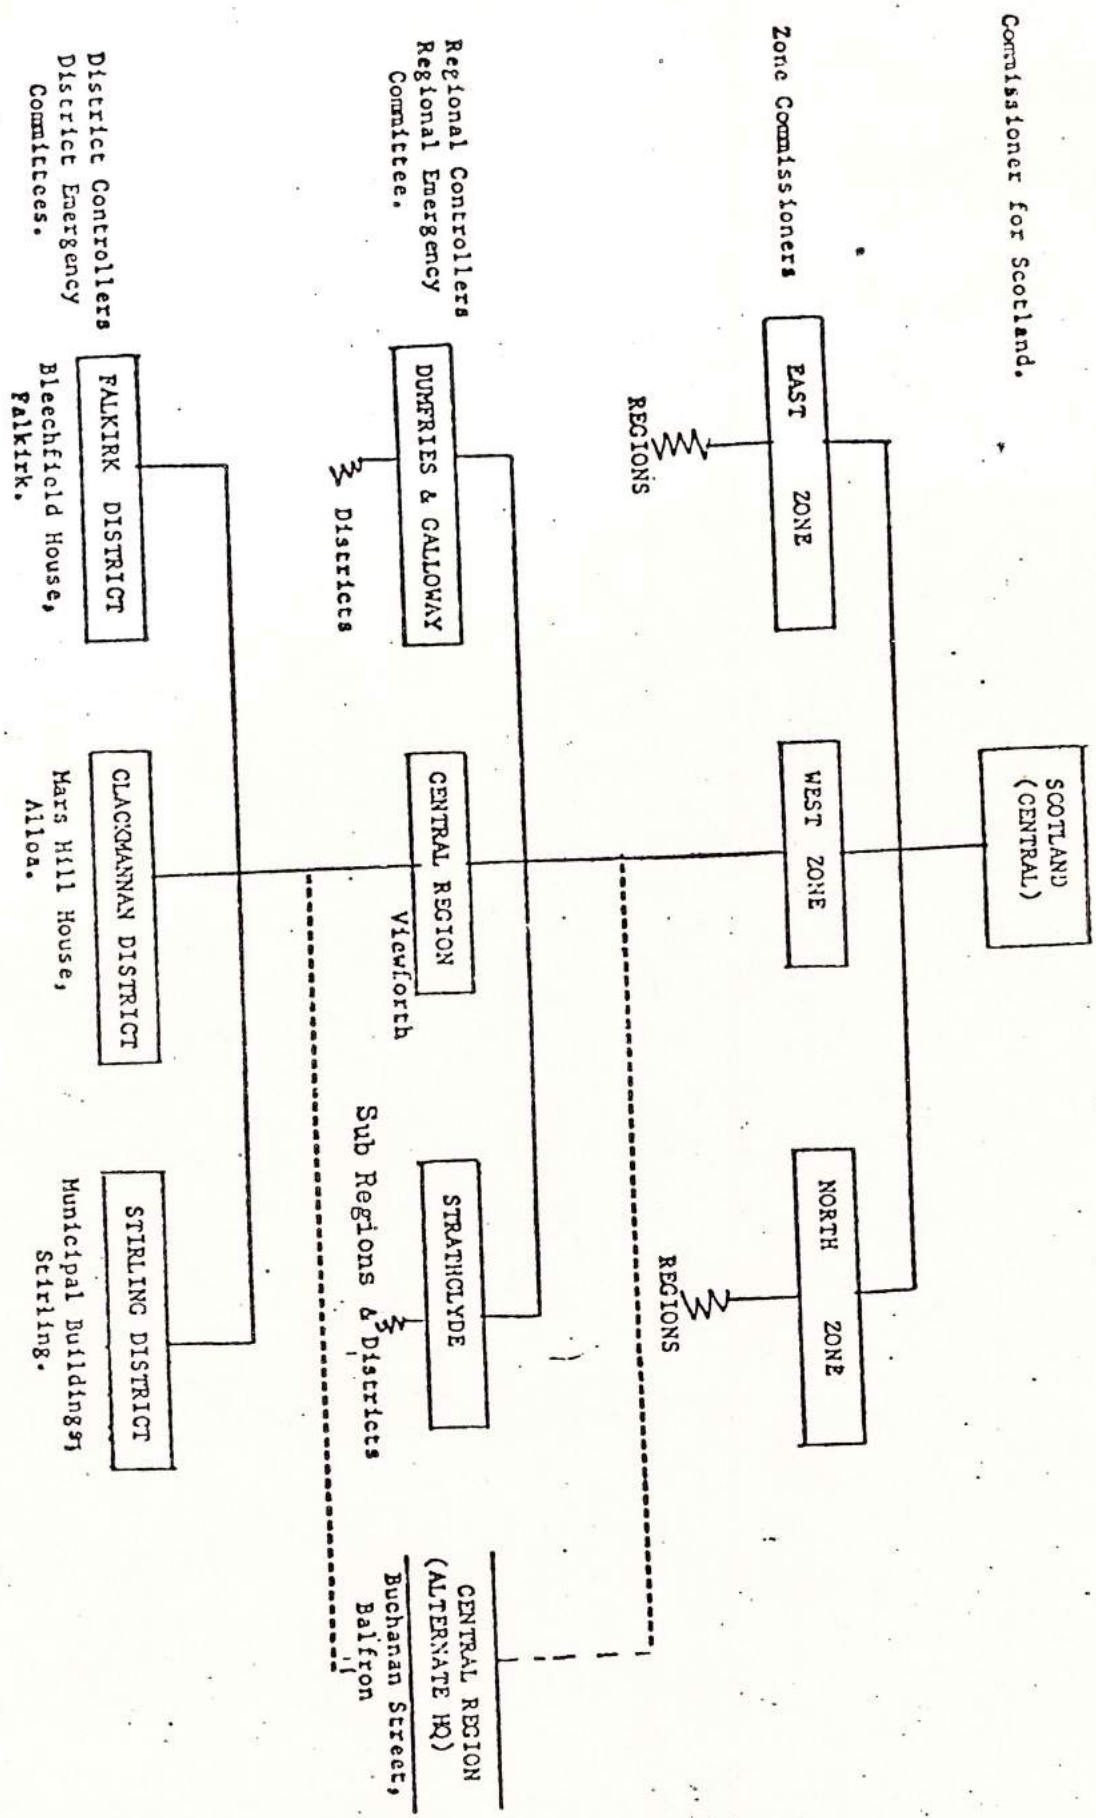 Commissioner for Scotland.
SCOTLAND
(CENTRAL)
Zone Commissioners
EAST ZONE
WEST ZONE
NORTH ZONE
REGIONS
REGIONS
Regional Controllers
Regional Emergency
Committee.
DUMFRIES & GALLOWAY
Districts
CENTRAL REGION
Viewforth
STRATHCLYDE
Sub Regions & Districts
CENTRAL REGION
(ALTERNATE HQ)
Buchanan Street,
Balfron
District Controllers
District Emergency
Committees.
FALKIRK DISTRICT
Bleechfield House,
Falkirk.
CLACKMANNAN DISTRICT
Mars Hill House,
Alloa.
STIRLING DISTRICT
Municipal Buildings,
Stirling.